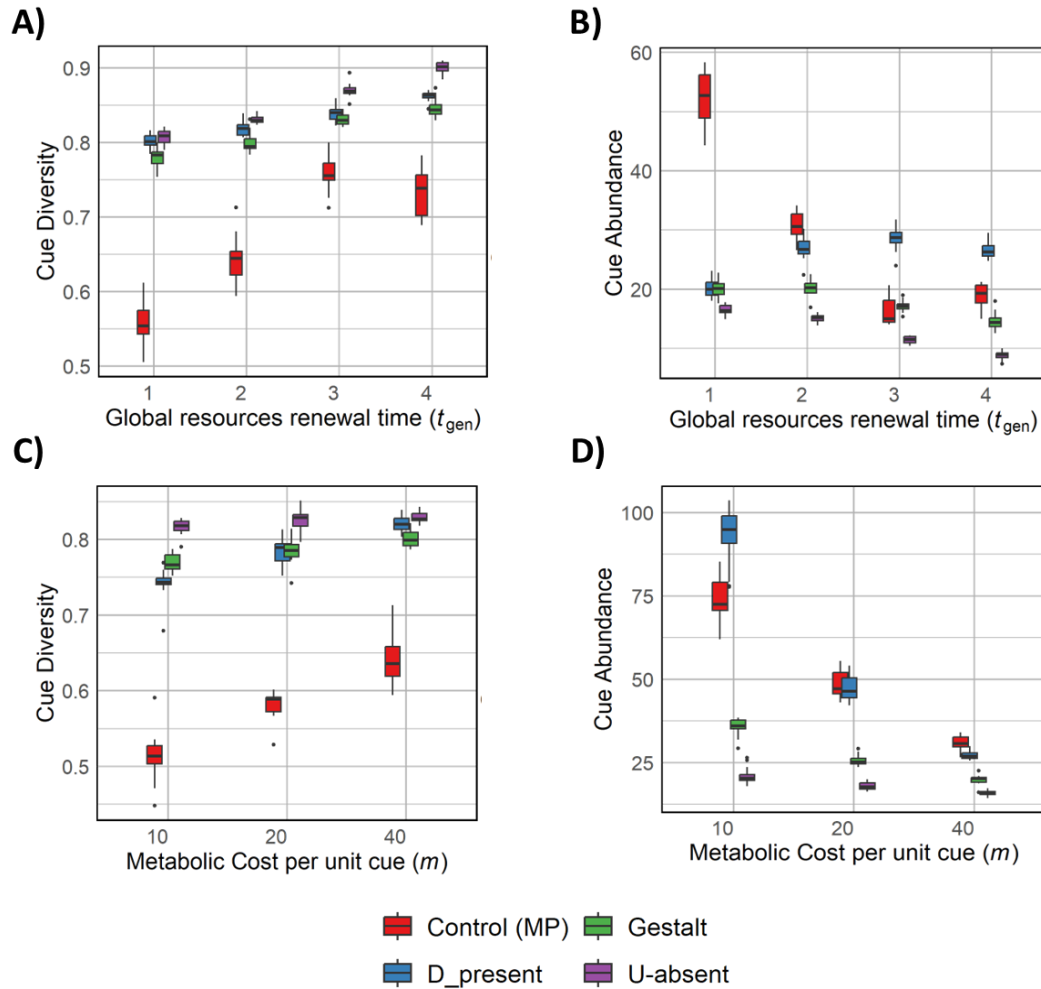 A)
Cue Diversity
0.9
0.8
0.7
0.6
0.5
1 2 3 4
Global resources renewal time (tgen)
B)
Cue Abundance
60
40
20
1 2 3 4
Global resources renewal time (tgen)
C)
Cue Diversity
0.8
0.7
0.6
0.5
10 20 40
Metabolic Cost per unit cue (m)
D)
Cue Abundance
100
75
50
25
10 20 40
Metabolic Cost per unit cue (m)
Control (MP) Gestalt
D_present U-absent